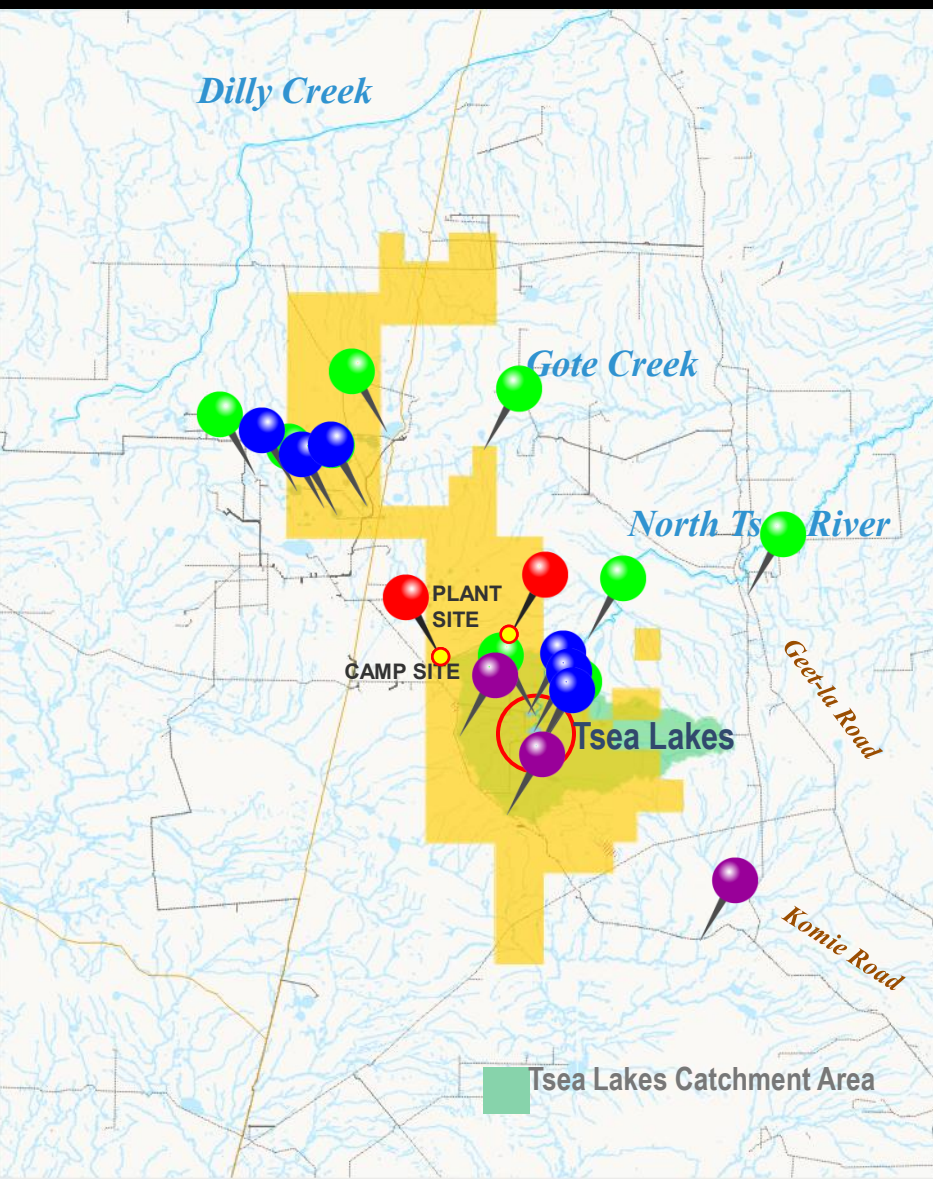 Dilly Creek
Gote Creek
North Ts River
PLANT
SITE
CAMP SITE
Geet-la Road
Tsea Lakes
Komie Road
Tsea Lakes Catchment Area